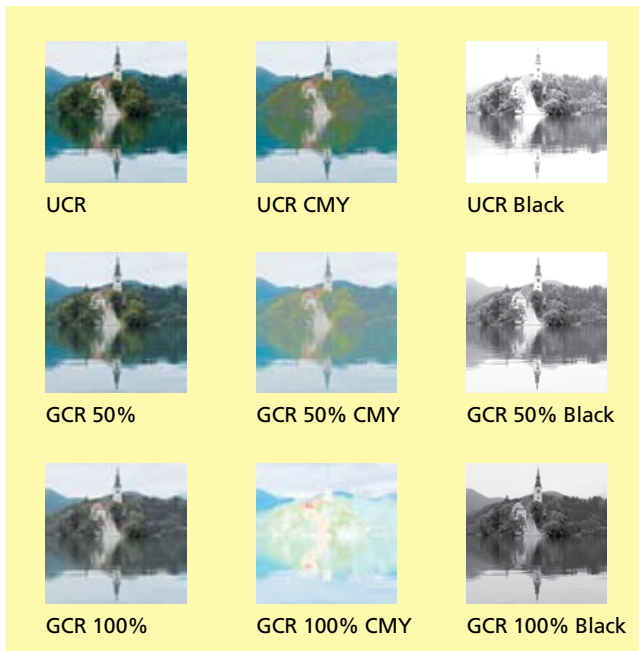 UCR
UCR CMY
UCR Black
GCR 50%
GCR 50% CMY
GCR 50% Black
GCR 100%
GCR 100% CMY
GCR 100% Black